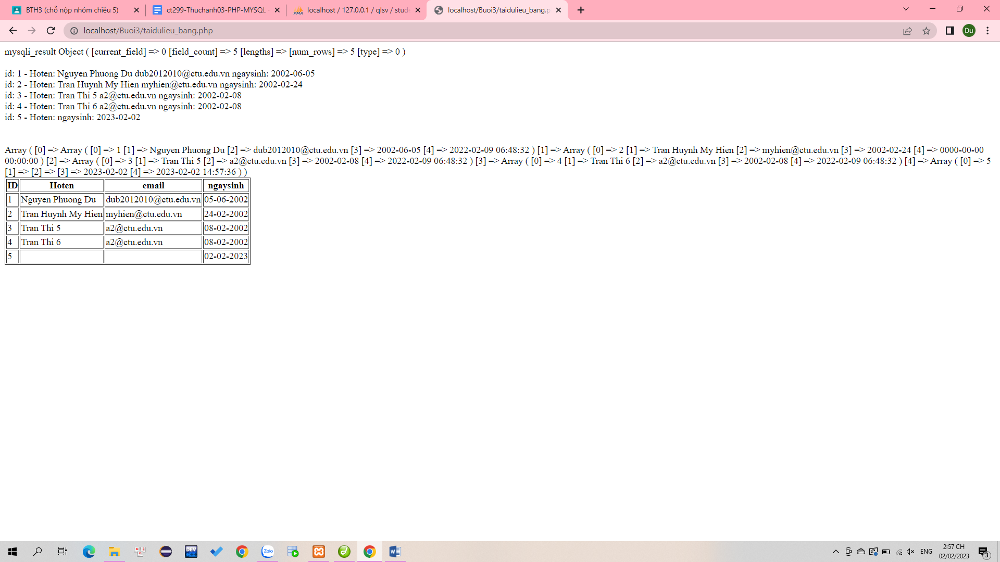 BTH3 (chỗ nộp nhóm chiều 5)
ct299-Thuchanh03-PHP-MYSQL
localhost / 127.0.0.1 / qlsv / stud
localhost/Buoi3/taidulieu_bang.p
localhost/Buoi3/taidulieu_bang.php
Du
mysqli_result Object ( [current_field] => 0 [field_count] => 5 [lengths] => [num_rows] => 5 [type] => 0 )
id: 1 - Hoten: Nguyen Phuong Du dub2012010@ctu.edu.vn ngaysinh: 2002-06-05
id: 2 - Hoten: Tran Huynh My Hien myhien@ctu.edu.vn ngaysinh: 2002-02-24
id: 3 - Hoten: Tran Thi 5 a2@ctu.edu.vn ngaysinh: 2002-02-08
id: 4 - Hoten: Tran Thi 6 a2@ctu.edu.vn ngaysinh: 2002-02-08
id: 5 - Hoten: ngaysinh: 2023-02-02
Array ( [0] => Array ( [0] => 1 [1] => Nguyen Phuong Du [2] => dub2012010@ctu.edu.vn [3] => 2002-06-05 [4] => 2022-02-09 06:48:32 ) [1] => Array ( [0] => 2 [1] => Tran Huynh My Hien [2] => myhien@ctu.edu.vn [3] => 2002-02-24 [4] => 0000-00-00
00:00:00 ) [2] => Array ( [0] => 3 [1] => Tran Thi 5 [2] => a2@ctu.edu.vn [3] => 2002-02-08 [4] => 2022-02-09 06:48:32 ) [3] => Array ( [0] => 4 [1] => Tran Thi 6 [2] => a2@ctu.edu.vn [3] => 2002-02-08 [4] => 2022-02-09 06:48:32 ) [4] => Array ( [0] => 5
[1] => [2] => [3] => 2023-02-02 [4] => 2023-02-02 14:57:36 ) )
ID Hoten email ngaysinh
1 Nguyen Phuong Du dub2012010@ctu.edu.vn 05-06-2002
2 Tran Huynh My Hien myhien@ctu.edu.vn 24-02-2002
3 Tran Thi 5 a2@ctu.edu.vn 08-02-2002
4 Tran Thi 6 a2@ctu.edu.vn 08-02-2002
5 02-02-2023
DEV
Zalo
ENG
2:57 CH
02/02/2023
3